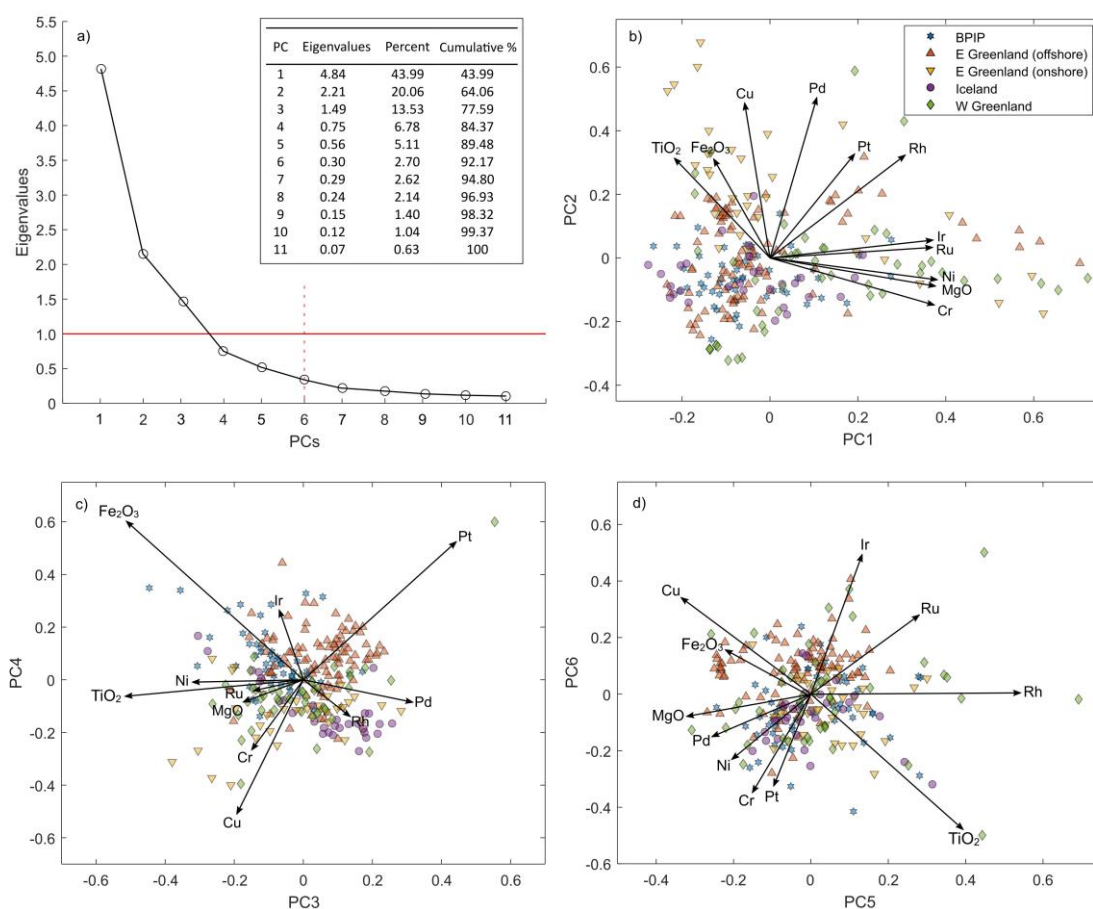 a)
PC Eigenvalues Percent Cumulative %
1 4.84 43.99 43.99
2 2.21 20.06 64.06
3 1.49 13.53 77.59
4 0.75 6.78 84.37
5 0.56 5.11 89.48
6 0.30 2.70 92.17
7 0.29 2.62 94.80
8 0.24 2.14 96.93
9 0.15 1.40 98.32
10 0.12 1.04 99.37
11 0.07 0.63 100
Eigenvalues
5.5
5.0
4.5
4.0
3.5
3.0
2.5
2.0
1.5
1.0
0.5
0
1 2 3 4 5 6 7 8 9 10 11
PCs
b)
BPIP
E Greenland (offshore)
E Greenland (onshore)
Iceland
W Greenland
Cu
Pd
TiO₂
Fe₂O₃
Pt
Rh
Ir
Ru
Ni
MgO
Cr
PC2
0.6
0.4
0.2
0
-0.2
-0.4
-0.2 0 0.2 0.4 0.6
PC1
c)
Fe₂O₃
Pt
Ir
Ni
TiO₂
Ru
MgO
Pd
Rh
Cr
Cu
PC4
0.6
0.4
0.2
0
-0.2
-0.4
-0.6
-0.6 -0.4 -0.2 0 0.2 0.4 0.6
PC3
d)
Ir
Cu
Ru
Fe₂O₃
Rh
MgO
Pd
Ni
Cr
Pt
TiO₂
PC6
0.6
0.4
0.2
0
-0.2
-0.4
-0.6
-0.4 -0.2 0 0.2 0.4 0.6
PC5